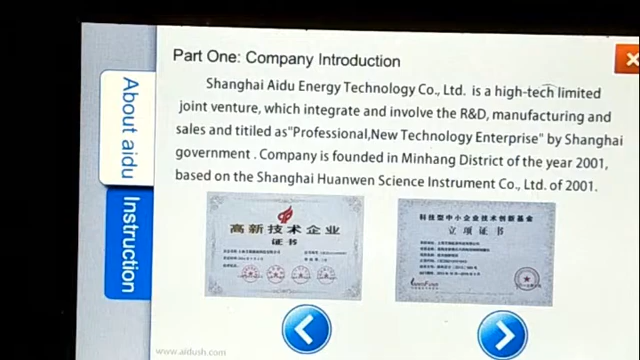 Part One: Company Introduction
Shanghai Aidu Energy Technology Co., Ltd. is a high-tech limited
joint venture, which integrate and involve the R&D, manufacturing and
sales and titiled as"Professional,New Technology Enterprise" by Shanghai
government . Company is founded in Minhang District of the year 2001,
based on the Shanghai Huanwen Science Instrument Co., Ltd. of 2001.
About aidu
Instruction
高新技术企业
证书
科技型中小企业技术创新基金
立项证书
www.aidush.com